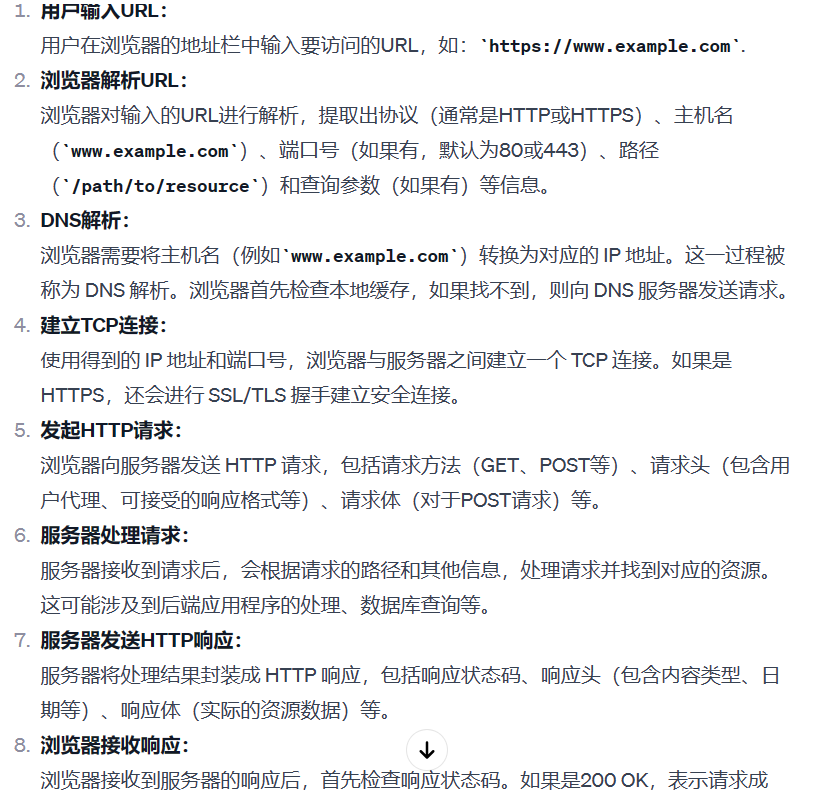 1. 用户输入URL：
用户在浏览器的地址栏中输入要访问的URL，如：`https://www.example.com`.
2. 浏览器解析URL：
浏览器对输入的URL进行解析，提取出协议（通常是HTTP或HTTPS）、主机名
（`www.example.com`）、端口号（如果有，默认为80或443）、路径
（`/path/to/resource`）和查询参数（如果有）等信息。
3. DNS解析：
浏览器需要将主机名（例如`www.example.com`）转换为对应的 IP 地址。这一过程被
称为 DNS 解析。浏览器首先检查本地缓存，如果找不到，则向 DNS 服务器发送请求。
4. 建立TCP连接：
使用得到的 IP 地址和端口号，浏览器与服务器之间建立一个 TCP 连接。如果是
HTTPS，还会进行 SSL/TLS 握手建立安全连接。
5. 发起HTTP请求：
浏览器向服务器发送 HTTP 请求，包括请求方法（GET、POST等）、请求头（包含用
户代理、可接受的响应格式等）、请求体（对于POST请求）等。
6. 服务器处理请求：
服务器接收到请求后，会根据请求的路径和其他信息，处理请求并找到对应的资源。
这可能涉及到后端应用程序的处理、数据库查询等。
7. 服务器发送HTTP响应：
服务器将处理结果封装成 HTTP 响应，包括响应状态码、响应头（包含内容类型、日
期等）、响应体（实际的资源数据）等。
8. 浏览器接收响应：
浏览器接收到服务器的响应后，首先检查响应状态码。如果是200 OK，表示请求成